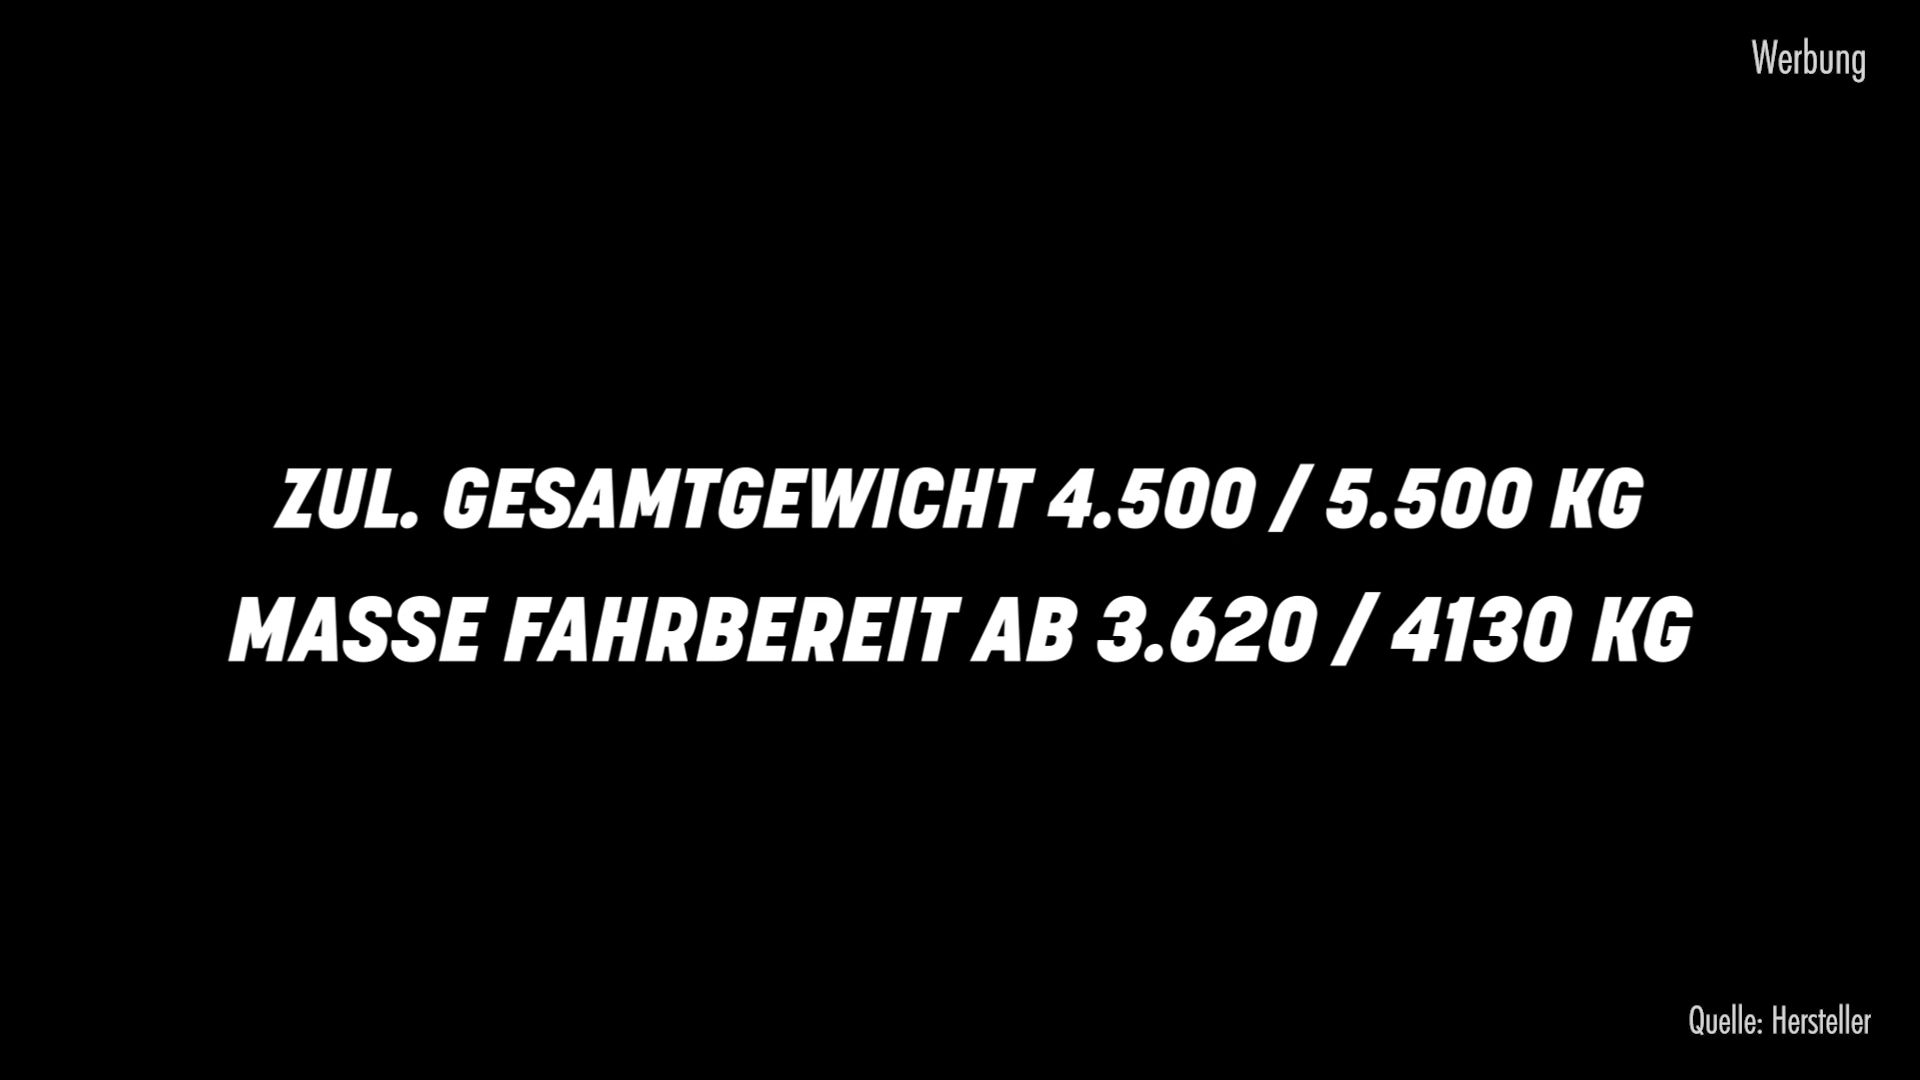 Werbung
ZUL. GESAMTGEWICHT 4.500 / 5.500 KG
MASSE FAHRBEREIT AB 3.620 / 4130 KG
Quelle: Hersteller